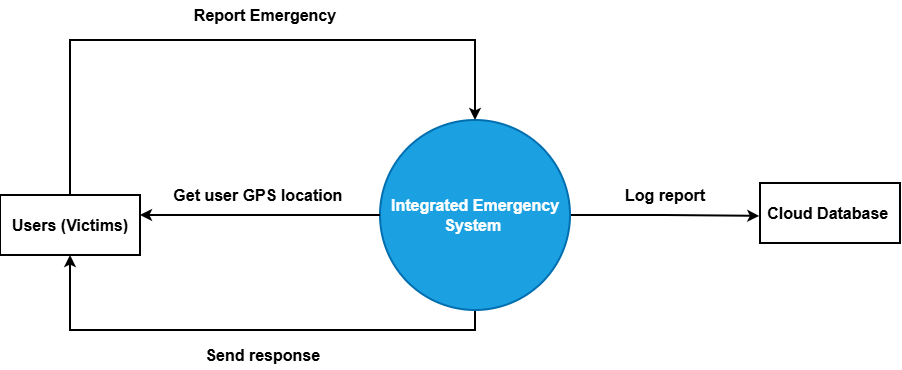 Report Emergency
Get user GPS location
Integrated Emergency
System
Log report
Users (Victims)
Cloud Database
Send response